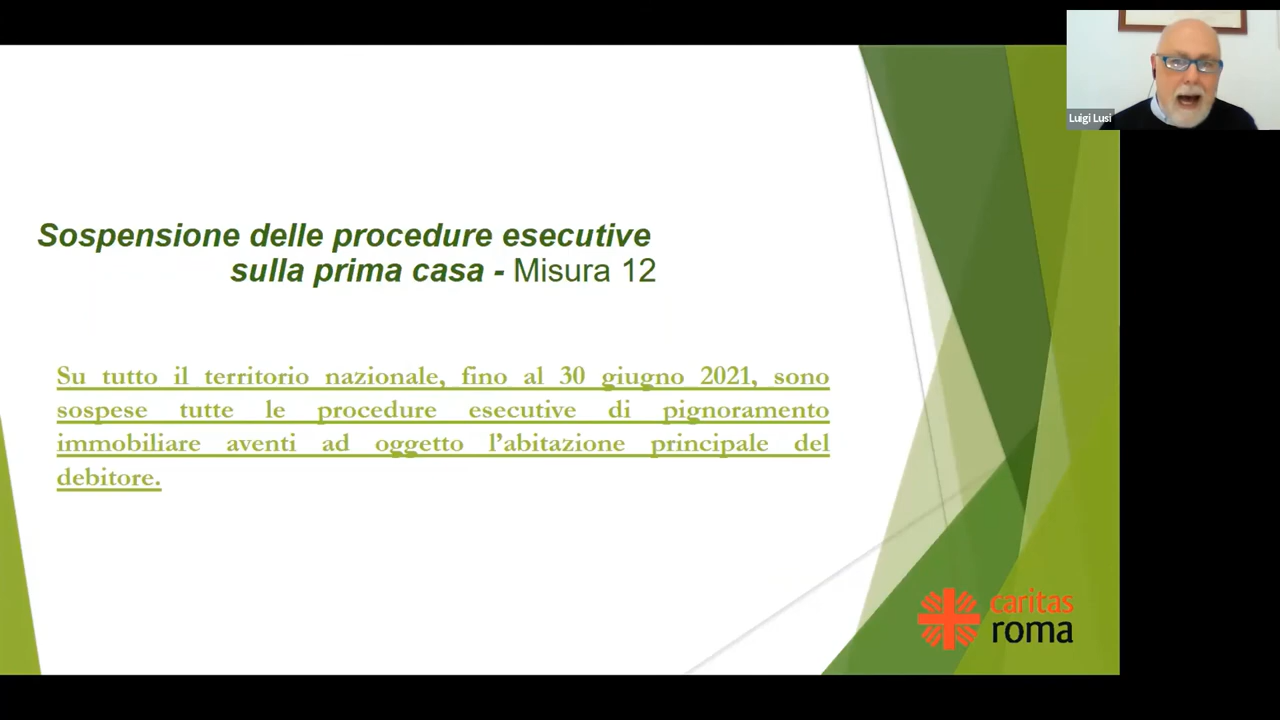 Luigi Lusi
Sospensione delle procedure esecutive
sulla prima casa - Misura 12
Su tutto il territorio nazionale, fino al 30 giugno 2021, sono
sospese tutte le procedure esecutive di pignoramento
immobiliare aventi ad oggetto l’abitazione principale del
debitore.
caritas
roma